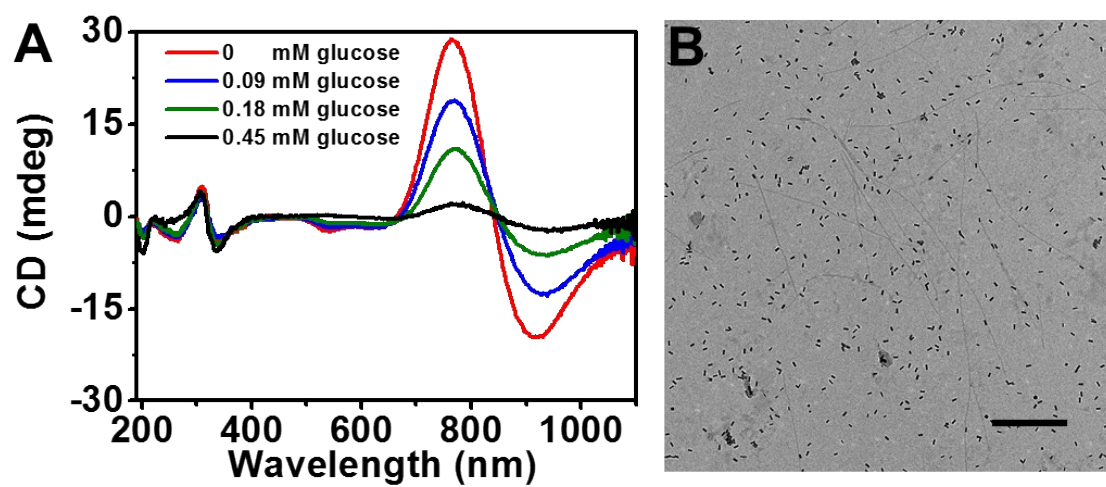 A
CD (mdeg)
30
15
0
-15
-30
0 mM glucose
0.09 mM glucose
0.18 mM glucose
0.45 mM glucose
200 400 600 800 1000
Wavelength (nm)
B